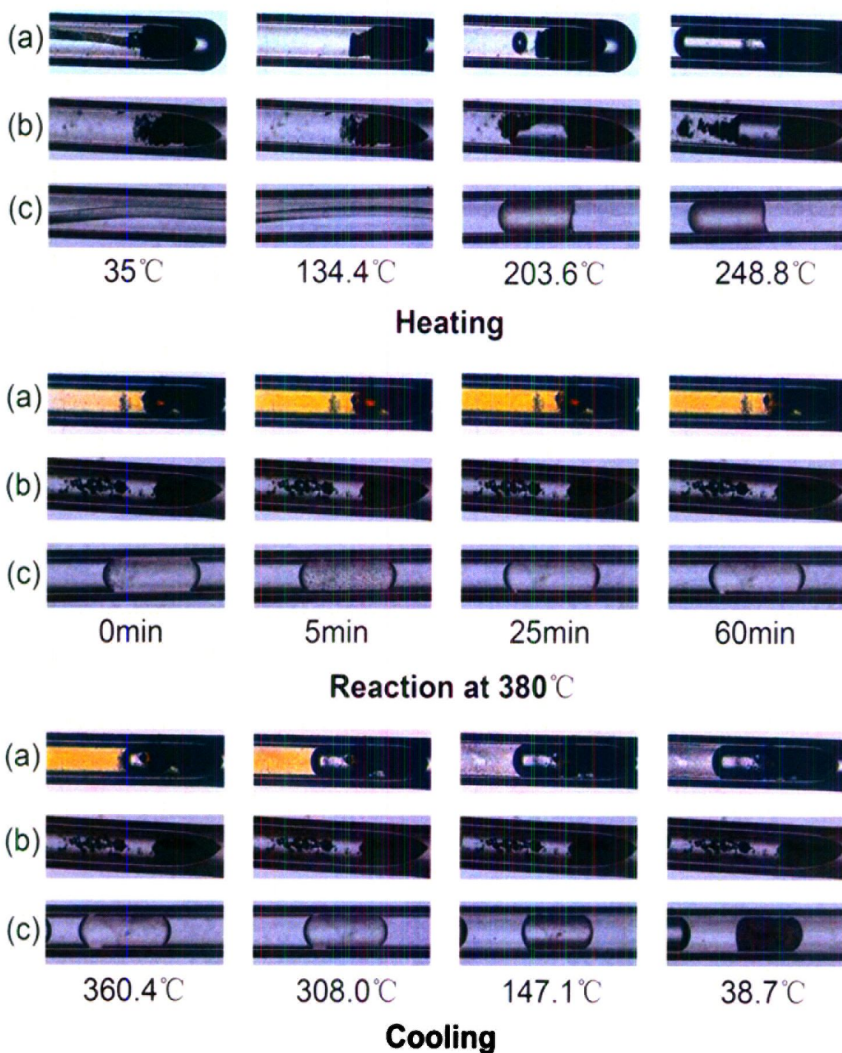 (a)
(b)
(c)
35℃ 134.4℃ 203.6℃ 248.8℃
Heating
(a)
(b)
(c)
0min 5min 25min 60min
Reaction at 380℃
(a)
(b)
(c)
360.4℃ 308.0℃ 147.1℃ 38.7℃
Cooling